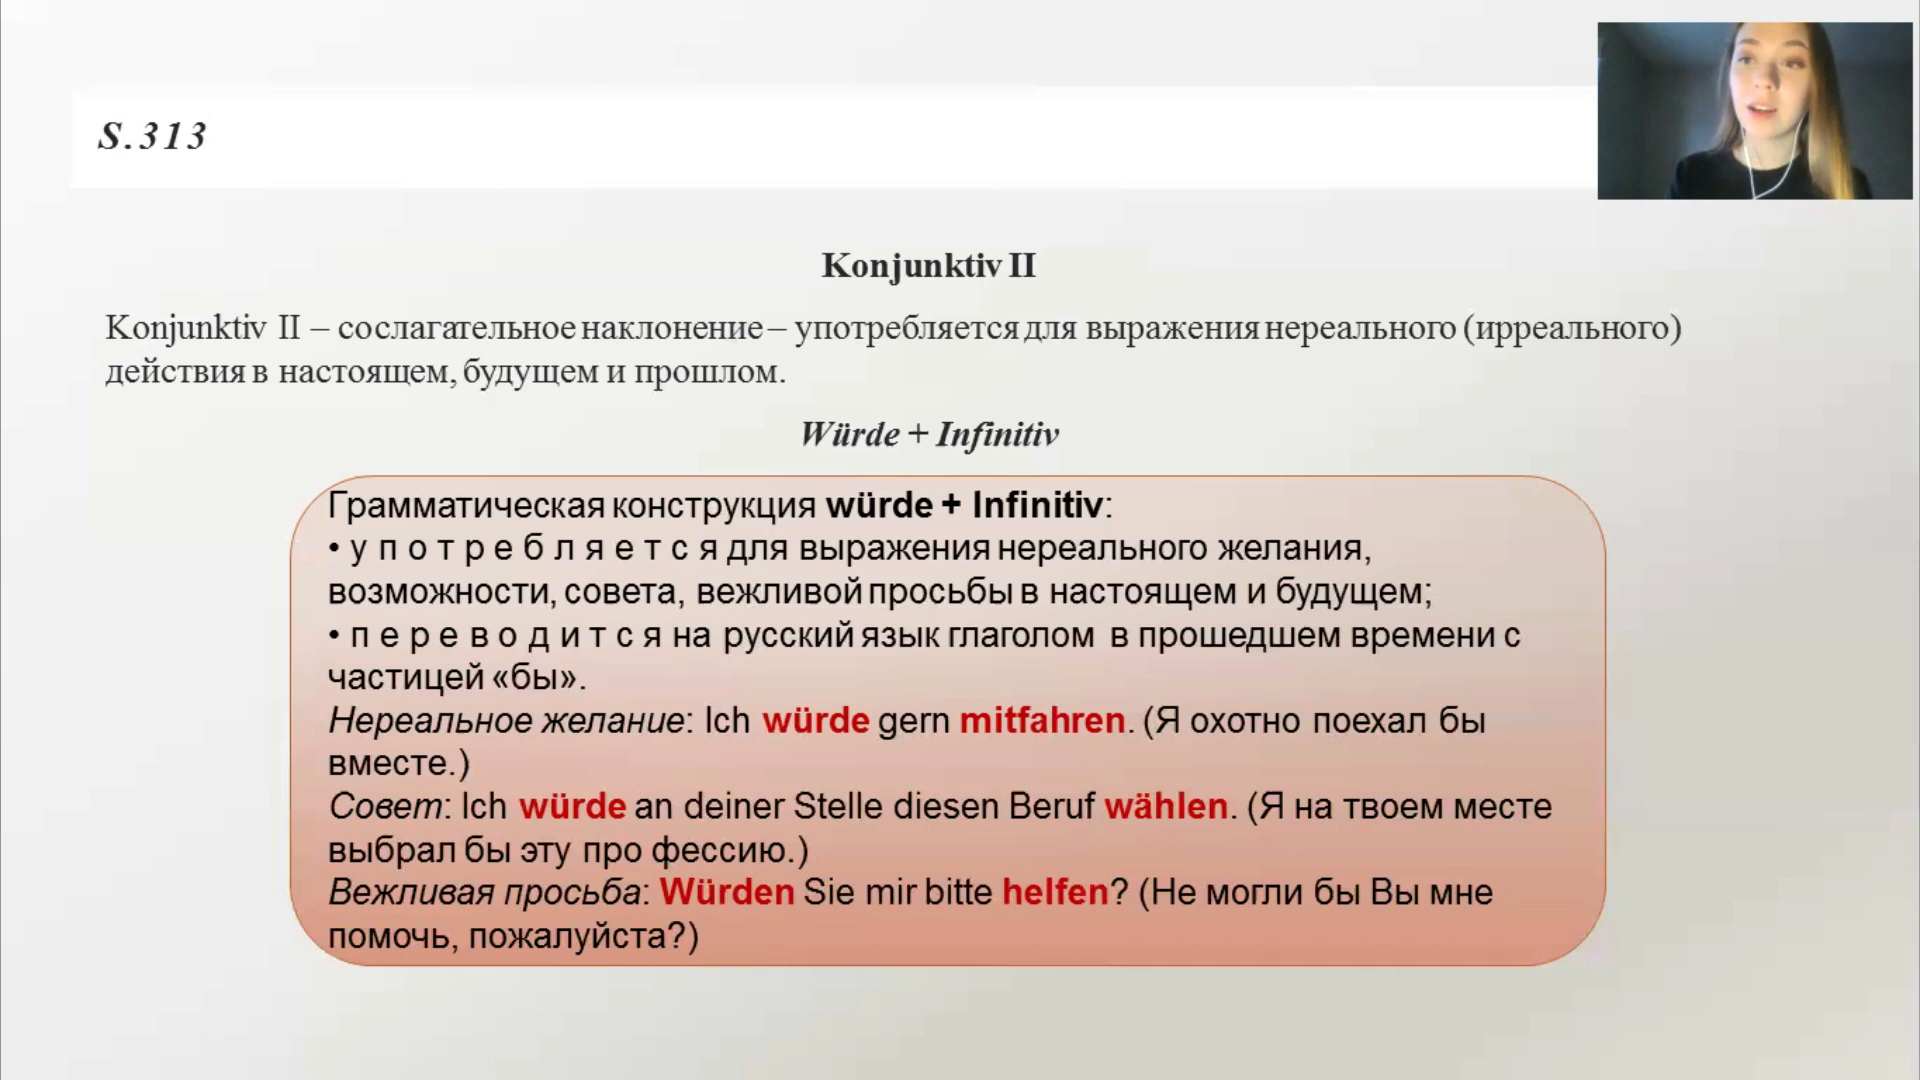 S.313
Konjunktiv II
Konjunktiv II – сослагательное наклонение – употребляется для выражения нереального (ирреального)
действия в настоящем, будущем и прошлом.
Würde + Infinitiv
Грамматическая конструкция würde + Infinitiv:
• у п о т р е б л я е т с я для выражения нереального желания,
возможности, совета, вежливой просьбы в настоящем и будущем;
• п е р е в о д и т с я на русский язык глаголом в прошедшем времени с
частицей «бы».
Нереальное желание: Ich würde gern mitfahren. (Я охотно поехал бы
вместе.)
Совет: Ich würde an deiner Stelle diesen Beruf wählen. (Я на твоем месте
выбрал бы эту про фессию.)
Вежливая просьба: Würden Sie mir bitte helfen? (Не могли бы Вы мне
помочь, пожалуйста?)